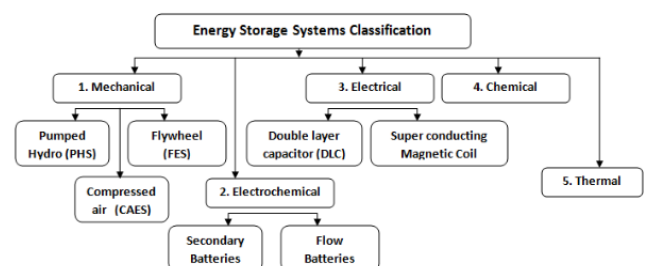 Energy Storage Systems Classification
1. Mechanical
3. Electrical
4. Chemical
Pumped
Hydro (PHS)
Flywheel
(FES)
Double layer
capacitor (DLC)
Super conducting
Magnetic Coil
Compressed
air (CAES)
2. Electrochemical
5. Thermal
Secondary
Batteries
Flow
Batteries